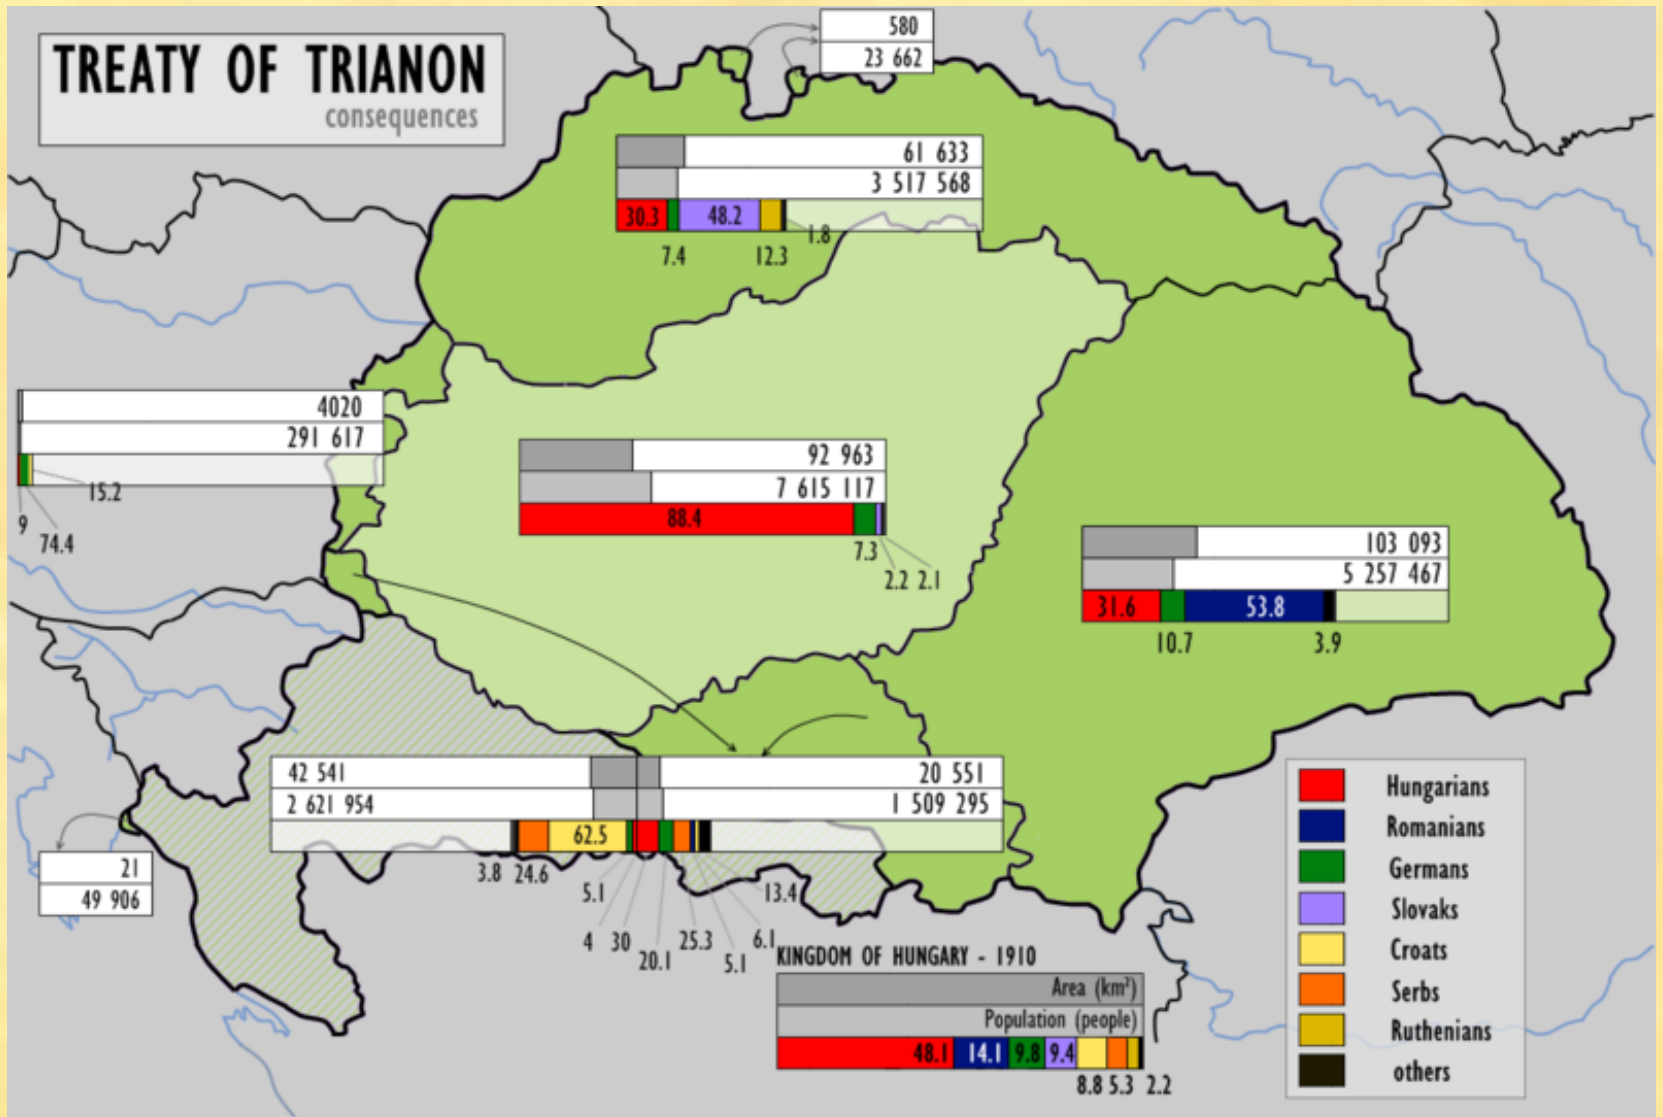 TREATY OF TRIANON
consequences
580
23 662
61 633
3 517 568
30.3 48.2
7.4 12.3 1.8
4020
291 617
15.2
9
74.4
92 963
7 615 117
88.4
7.3
2.2 2.1
103 093
5 257 467
31.6 53.8
10.7 3.9
42 541 20 551
2 621 954 1 509 295
62.5
3.8 24.6 5.1 13.4
4 30 20.1 25.3 5.1 6.1
21
49 906
KINGDOM OF HUNGARY - 1910
Area (km²)
Population (people)
48.1 14.1 9.8 9.4
8.8 5.3 2.2
Hungarians
Romanians
Germans
Slovaks
Croats
Serbs
Ruthenians
others